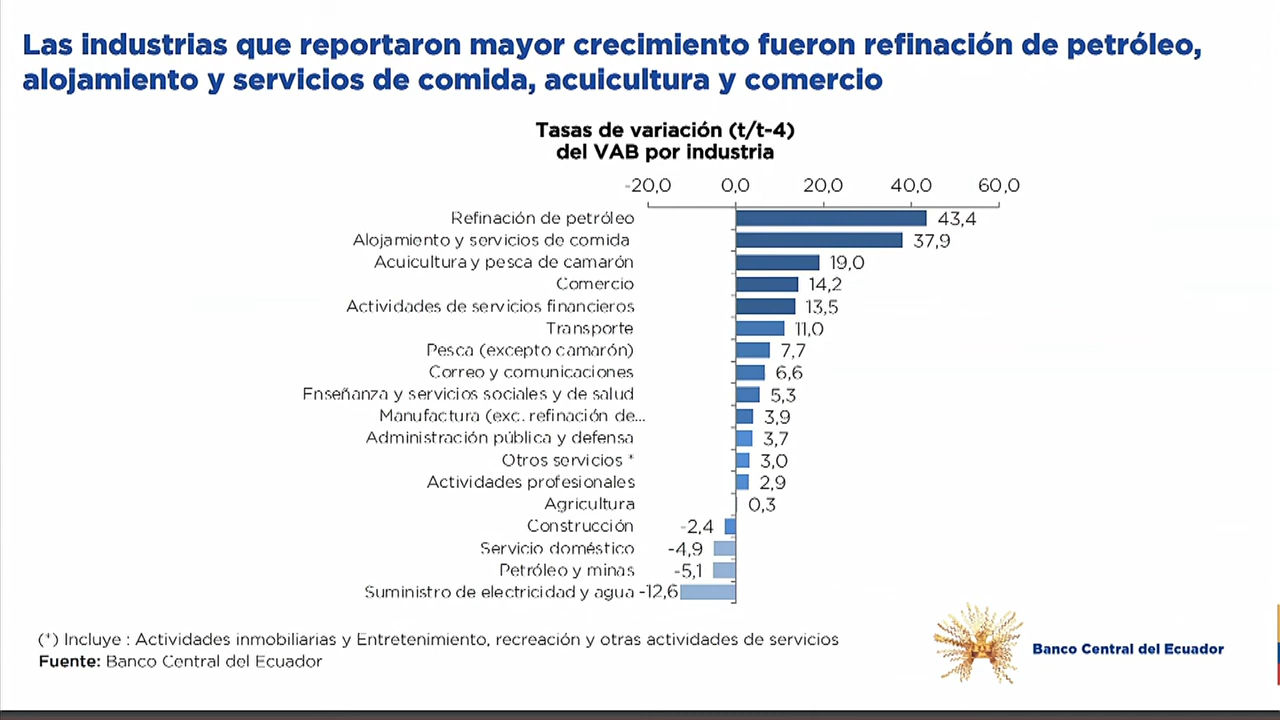 Las industrias que reportaron mayor crecimiento fueron refinación de petróleo,
alojamiento y servicios de comida, acuicultura y comercio
Tasas de variación (t/t-4)
del VAB por industria
-20,0 0,0 20,0 40,0 60,0
Refinación de petróleo 43,4
Alojamiento y servicios de comida 37,9
Acuicultura y pesca de camarón 19,0
Comercio 14,2
Actividades de servicios financieros 13,5
Transporte 11,0
Pesca (excepto camarón) 7,7
Correo y comunicaciones 6,6
Enseñanza y servicios sociales y de salud 5,3
Manufactura (exc. refinación de... 3,9
Administración pública y defensa 3,7
Otros servicios * 3,0
Actividades profesionales 2,9
Agricultura 0,3
Construcción -2,4
Servicio doméstico -4,9
Petróleo y minas -5,1
Suministro de electricidad y agua -12,6
(*) Incluye : Actividades inmobiliarias y Entretenimiento, recreación y otras actividades de servicios
Fuente: Banco Central del Ecuador
Banco Central del Ecuador